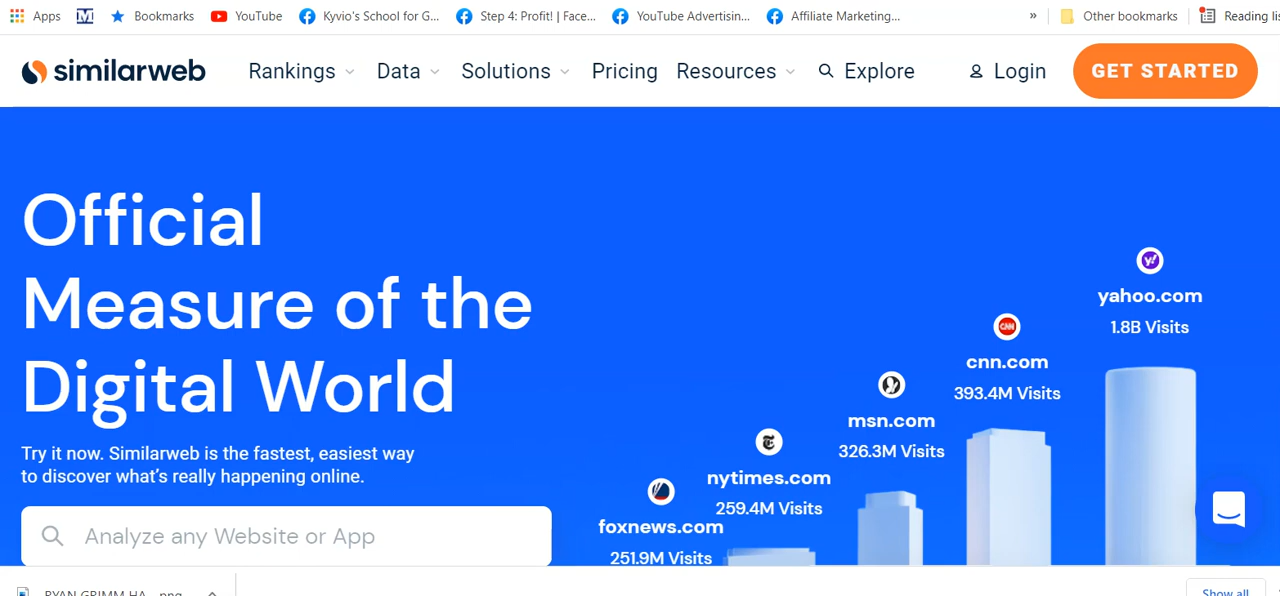 Apps
M
Bookmarks
YouTube
Kyvio's School for G...
Step 4: Profit! | Face...
YouTube Advertisin...
Affiliate Marketing...
»
Other bookmarks
Reading lis
similarweb
Rankings
Data
Solutions
Pricing
Resources
Explore
Login
GET STARTED
Official
Measure of the
Digital World
Try it now. Similarweb is the fastest, easiest way
to discover what's really happening online.
Analyze any Website or App
y!
yahoo.com
1.8B Visits
CNN
cnn.com
393.4M Visits
msn.com
326.3M Visits
nytimes.com
259.4M Visits
foxnews.com
251.9M Visits
RYAN GRIMM HA....png
Show all